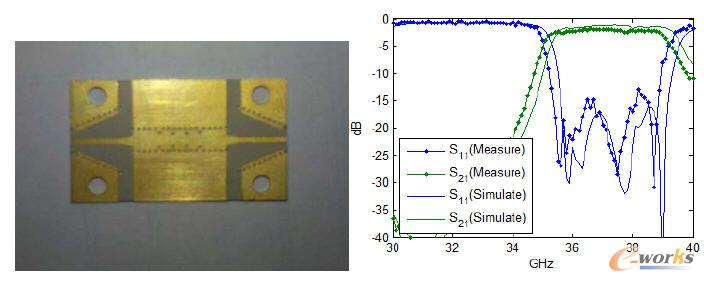 0
-5
-10
-15
-20
-25
-30
-35
-40
dB
S11(Measure)
S21(Measure)
S11(Simulate)
S21(Simulate)
30 32 34 36 38 40
GHz
e-works